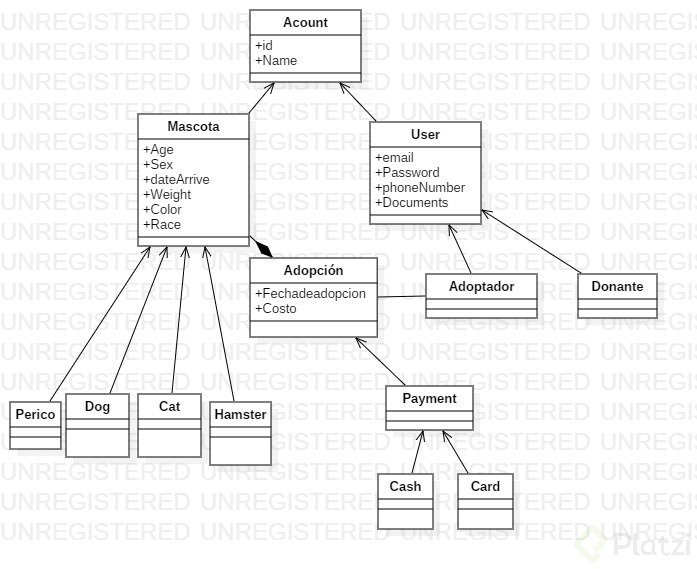 Acount
+id
+Name
Mascota
+Age
+Sex
+dateArrive
+Weight
+Color
+Race
User
+email
+Password
+phoneNumber
+Documents
Adopción
+Fechadeadopcion
+Costo
Adoptador
Donante
Perico
Dog
Cat
Hamster
Payment
Cash
Card
UNREGISTERED
Platzi